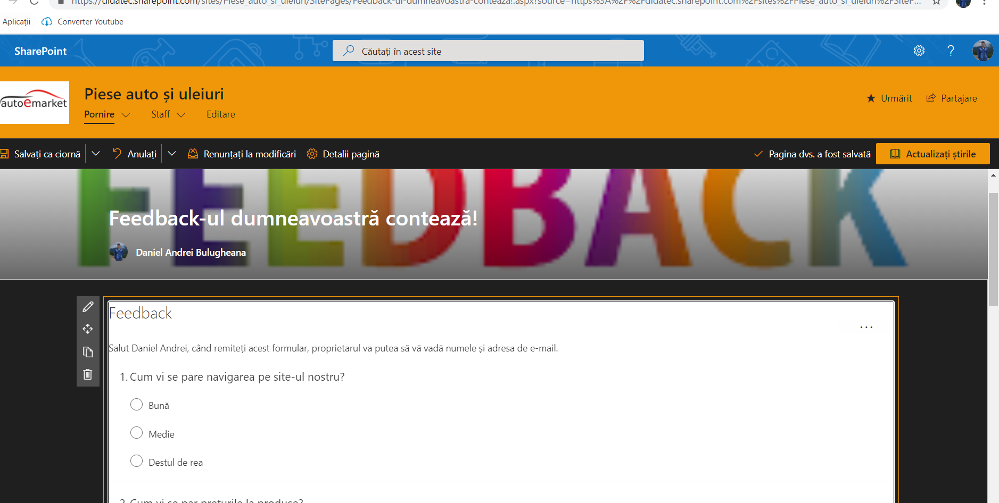 https://didatec.sharepoint.com/sites/Piese_auto_si_uleiuri/SitePages/Feedback-ul-dumneavoastra-conteaza!.aspx?source=https%3A%2F%2Fdidatec.sharepoint.com%2Fsites%2FPiese_auto_si_uleiuri%2FSiteP...
Aplicații Converter Youtube
SharePoint
Căutați în acest site
autoemarket
Piese auto și uleiuri
Urmărit Partajare
Pornire Staff Editare
Salvați ca ciornă Anulați Renunțați la modificări Detalii pagină Pagina dvs. a fost salvată Actualizați știrile
FEEDBACK
Feedback-ul dumneavoastră contează!
Daniel Andrei Bulugheana
Feedback
...
Salut Daniel Andrei, când remiteți acest formular, proprietarul va putea să vă vadă numele și adresa de e-mail.
1. Cum vi se pare navigarea pe site-ul nostru?
Bună
Medie
Destul de rea
2. Cum vi se par prețurile la produse?